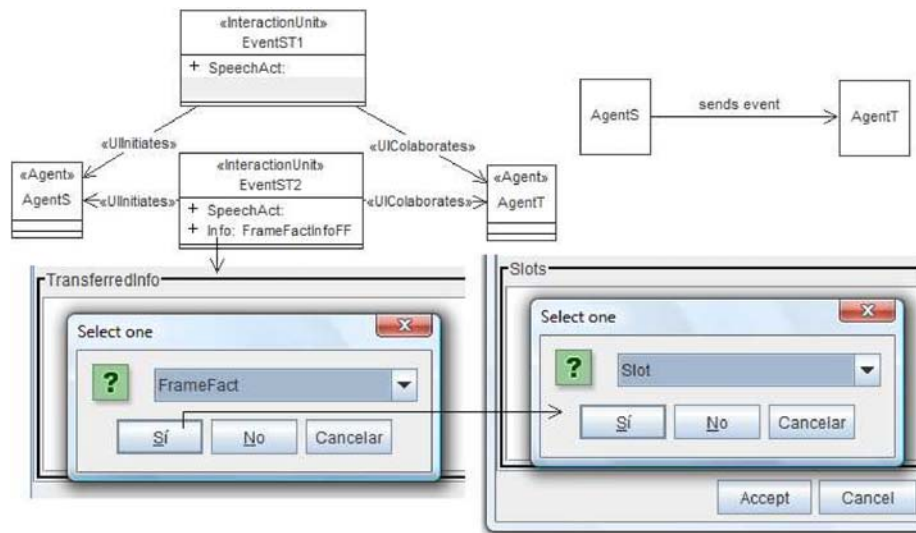 «InteractionUnit»
EventST1
+ SpeechAct:
AgentS
sends event
AgentT
«UIInitiates»
«UIColaborates»
«InteractionUnit»
EventST2
+ SpeechAct:
+ Info: FrameFactInfoFF
«Agent»
AgentS
«UIInitiates»
«UIColaborates»
«Agent»
AgentT
TransferredInfo
Select one
?
FrameFact
Sí
No
Cancelar
Slots
Select one
?
Slot
Sí
No
Cancelar
Accept
Cancel